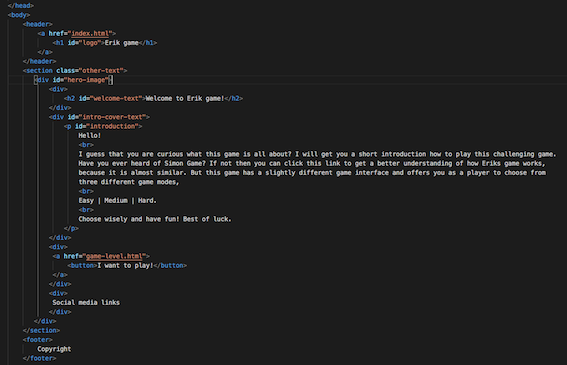 </head>
<body>
<header>
<a href="index.html">
<h1 id="logo">Erik game</h1>
</a>
</header>
<section class="other-text">
<div id="hero-image">
<div>
<h2 id="welcome-text">Welcome to Erik game!</h2>
</div>
<div id="intro-cover-text">
<p id="introduction">
Hello!
<br>
I guess that you are curious what this game is all about? I will get you a short introduction how to play this challenging game.
Have you ever heard of Simon Game? If not then you can click this link to get a better understanding of how Eriks game works,
because it is almost similar. But this game has a slightly different game interface and offers you as a player to choose from
three different game modes,
<br>
Easy | Medium | Hard.
<br>
Choose wisely and have fun! Best of luck.
</p>
</div>
<div>
<a href="game-level.html">
<button>I want to play!</button>
</a>
</div>
<div>
Social media links
</div>
</div>
</section>
<footer>
Copyright
</footer>